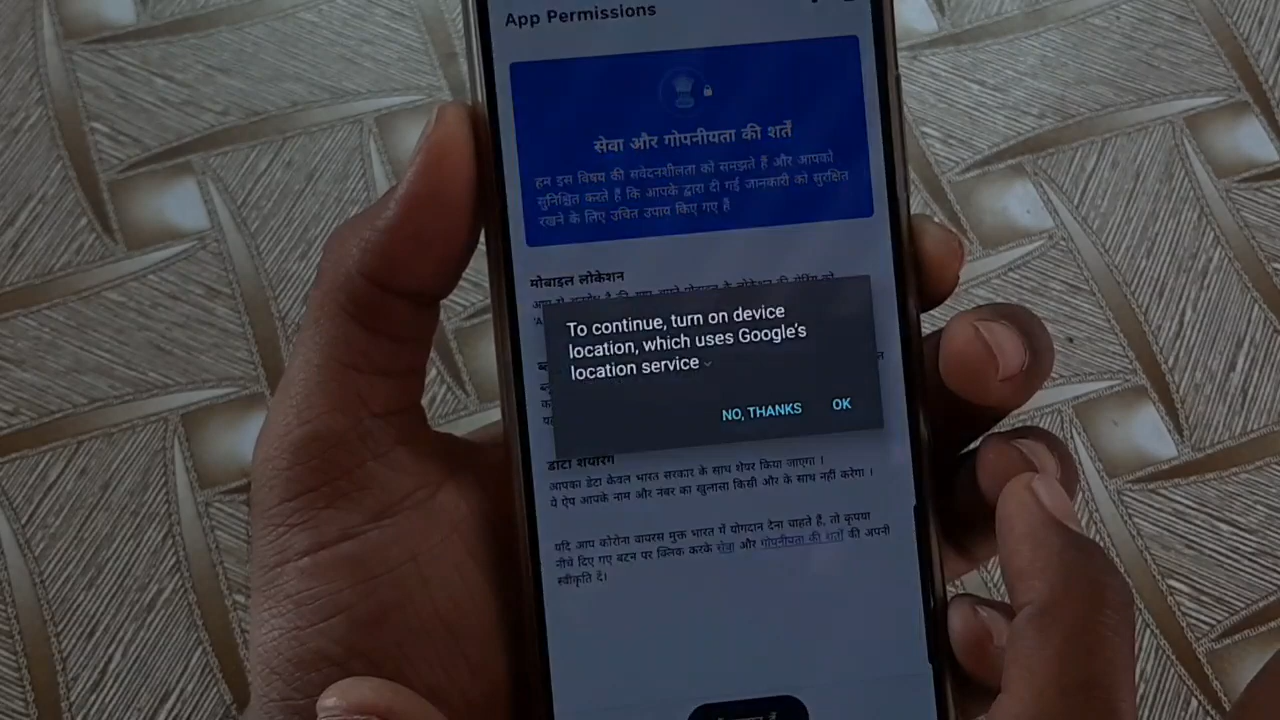 App Permissions
सेवा और गोपनीयता की शर्तें
हम इस विषय की संवेदनशीलता को समझते हैं और आपको
सुनिश्चित करते हैं कि आपके द्वारा दी गई जानकारी को सुरक्षित
रखने के लिए उचित उपाय किए गए है
मोबाइल लोकेशन
To continue, turn on device
location, which uses Google's
location service
NO, THANKS OK
डाटा शेयरिंग
आपका डेटा केवल भारत सरकार के साथ शेयर किया जाएगा ।
ये ऐप आपके नाम और नंबर का खुलासा किसी और के साथ नहीं करेगा ।
यदि आप कोरोना वायरस मुक्त भारत में योगदान देना चाहते हैं, तो कृपया
नीचे दिए गए बटन पर क्लिक करके सेवा और गोपनीयता की शर्तों की अपनी
स्वीकृति दें।